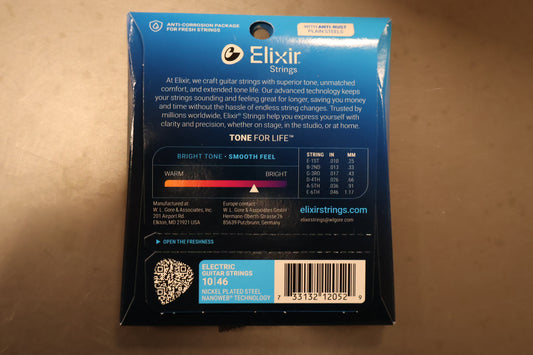 ANTI-CORROSION PACKAGE
FOR FRESH STRINGS
WITH ANTI-RUST
PLAIN STEELS
Elixir
Strings
At Elixir, we craft guitar strings with superior tone, unmatched
comfort, and extended tone life. Our advanced technology keeps
your strings sounding and feeling great for longer, saving you money
and time without the hassle of endless string changes. Trusted by
millions worldwide, Elixir® Strings help you express yourself with
clarity and precision, whether on stage, in the studio, or at home.
TONE FOR LIFE™
BRIGHT TONE · SMOOTH FEEL
WARM BRIGHT
STRING IN MM
E-1ST .010 .25
B-2ND .013 .33
G-3RD .017 .43
D-4TH .026 .66
A-5TH .036 .91
E-6TH .046 1.17
Manufactured at
W. L. Gore & Associates, Inc.
201 Airport Rd.
Elkton, MD 21921 USA
Europe contact:
W. L. Gore & Associates GmbH
Hermann-Oberth-Strasse 26
85639 Putzbrunn, Germany
elixirstrings.com
elixirstrings@wlgore.com
OPEN THE FRESHNESS
ELECTRIC
GUITAR STRINGS
10|46
NICKEL PLATED STEEL
NANOWEB® TECHNOLOGY
7 33132 12052 9